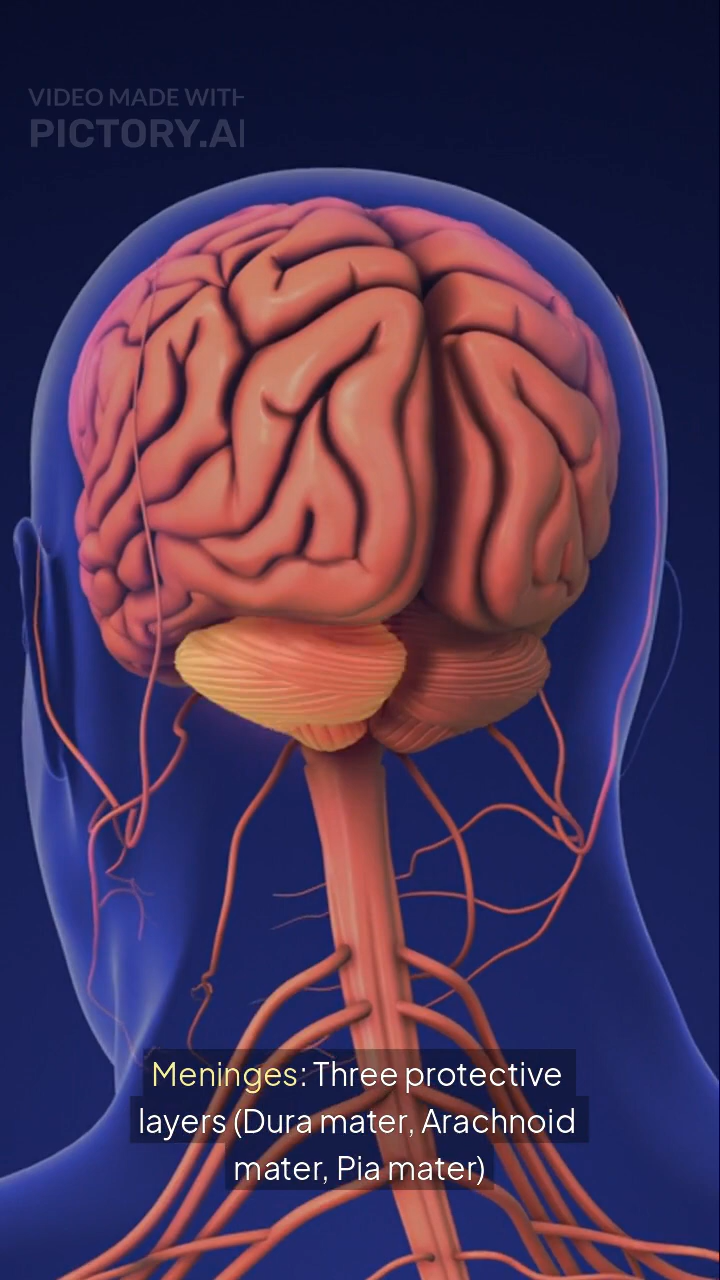 VIDEO MADE WITH
PICTORY.AI
Meninges: Three protective
layers (Dura mater, Arachnoid
mater, Pia mater)